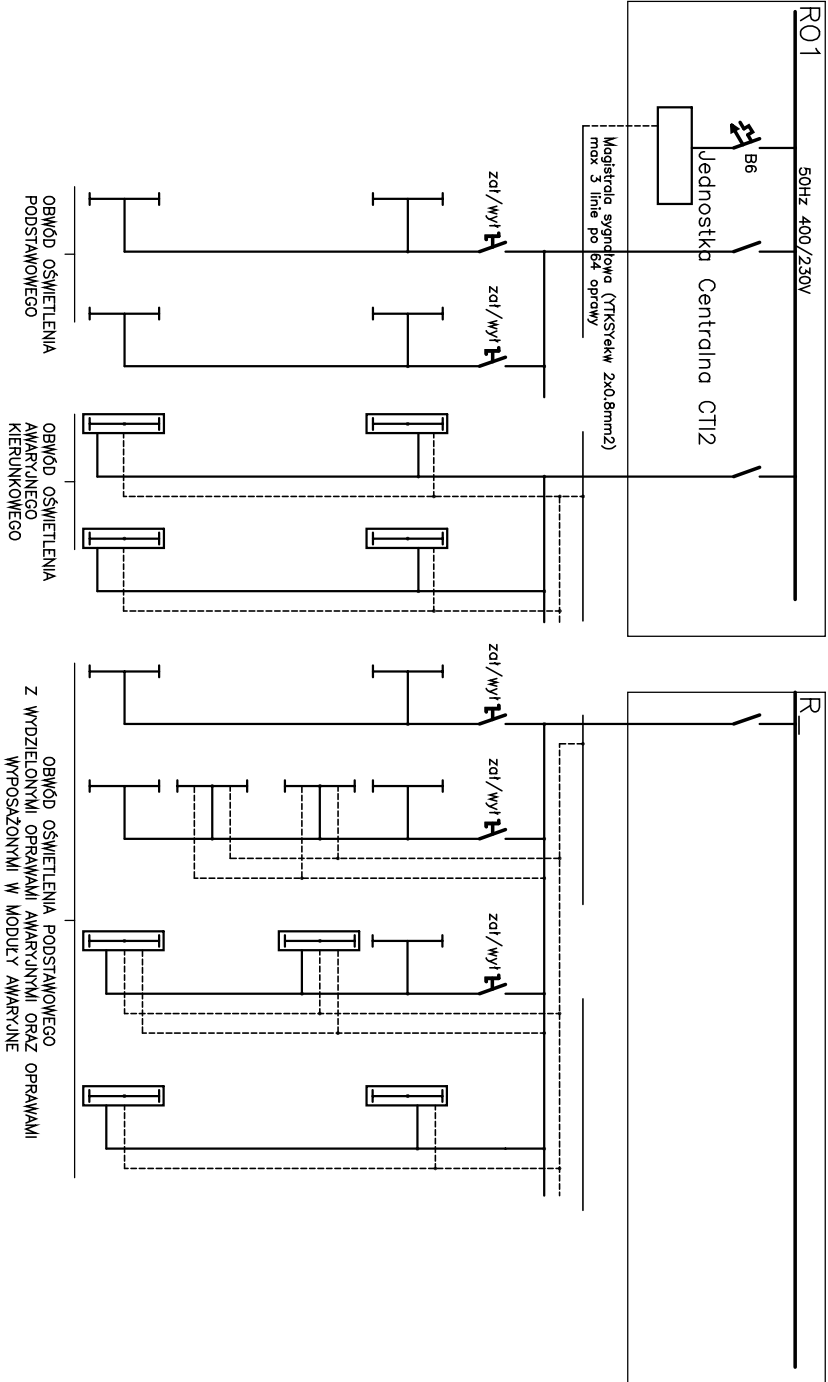 RO1
50Hz 400/230V
B6
Jednostka Centralna CTI2
Magistrala sygnałowa (YTKSYekw 2x0.8mm2)
max 3 linie po 64 oprawy
zał/wył
zał/wył
OBWÓD OŚWIETLENIA
PODSTAWOWEGO
OBWÓD OŚWIETLENIA
AWARYJNEGO
KIERUNKOWEGO
R_
zał/wył
zał/wył
zał/wył
OBWÓD OŚWIETLENIA PODSTAWOWEGO
Z WYDZIELONYMI OPRAWAMI AWARYJNYMI ORAZ OPRAWAMI
WYPOSAŻONYMI W MODUŁY AWARYJNE